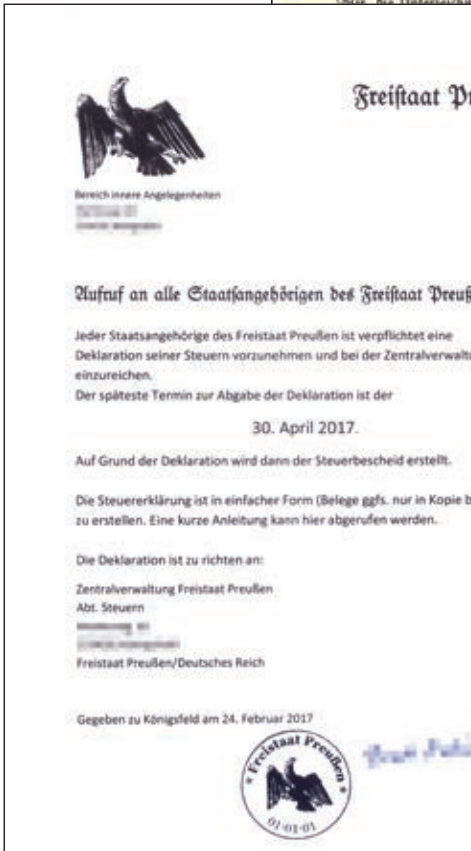 Freistaat
Bereich innere Angelegenheiten
Aufruf an alle Staatsangehörigen des Freistaat
Jeder Staatsangehörige des Freistaat Preußen ist verpflichtet eine
Deklaration seiner Steuern vorzunehmen und bei der
einzureichen.
Der späteste Termin zur Abgabe der Deklaration ist der
30. April 2017.
Auf Grund der Deklaration wird dann der Steuerbescheid erstellt.
Die Steuererklärung ist in einfacher Form (Belege ggfs. nur in Kopie
zu erstellen. Eine kurze Anleitung kann hier abgerufen werden.
Die Deklaration ist zu richten an:
Zentralverwaltung Freistaat Preußen
Abt. Steuern
Freistaat Preußen/Deutsches Reich
Gegeben zu Königsfeld am 24. Februar 2017
* Freistaat Preußen *
01-01-01